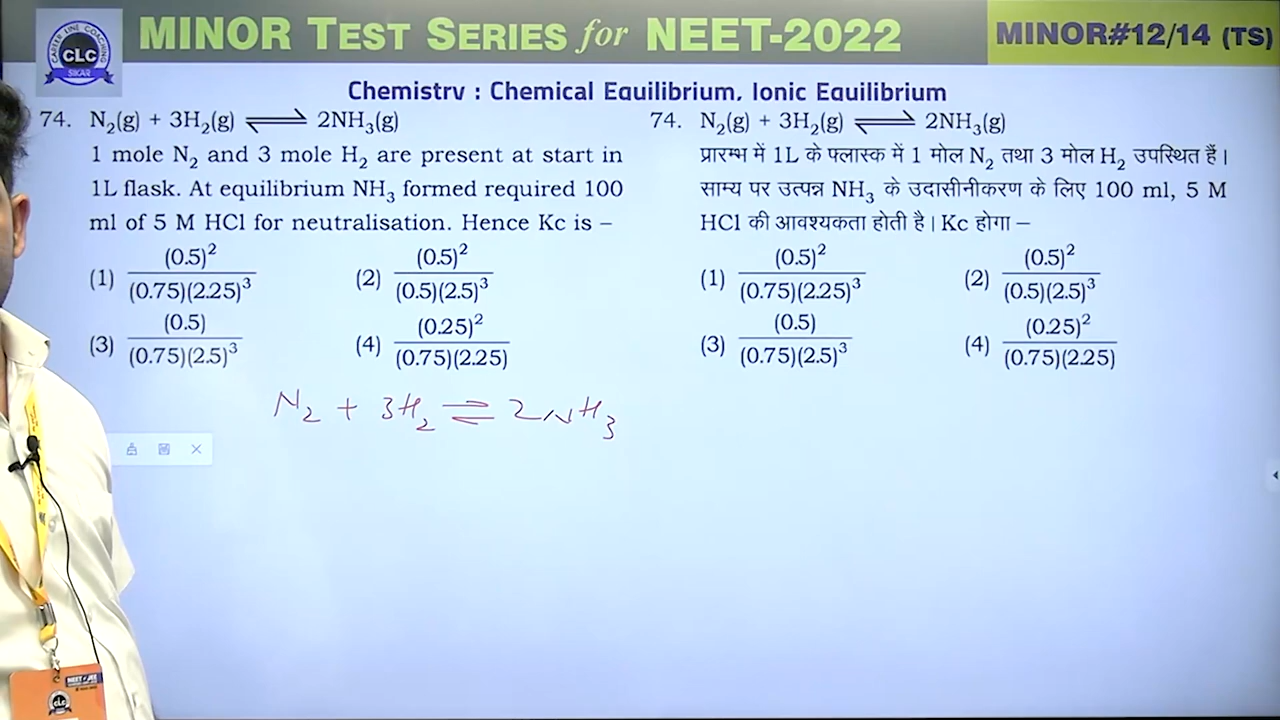 MINOR TEST SERIES for NEET-2022
MINOR#12/14 (TS)
CAREER LINE COACHING
CLC
SIKAR
Chemistry : Chemical Equilibrium, Ionic Equilibrium
74. N₂(g) + 3H₂(g) ⇌ 2NH₃(g)
1 mole N₂ and 3 mole H₂ are present at start in
1L flask. At equilibrium NH₃ formed required 100
ml of 5 M HCl for neutralisation. Hence Kc is –
(1) (0.5)² / (0.75)(2.25)³ (2) (0.5)² / (0.5)(2.5)³
(3) (0.5) / (0.75)(2.5)³ (4) (0.25)² / (0.75)(2.25)
74. N₂(g) + 3H₂(g) ⇌ 2NH₃(g)
प्रारम्भ में 1L के फ्लास्क में 1 मोल N₂ तथा 3 मोल H₂ उपस्थित हैं।
साम्य पर उत्पन्न NH₃ के उदासीनीकरण के लिए 100 ml, 5 M
HCl की आवश्यकता होती है। Kc होगा –
(1) (0.5)² / (0.75)(2.25)³ (2) (0.5)² / (0.5)(2.5)³
(3) (0.5) / (0.75)(2.5)³ (4) (0.25)² / (0.75)(2.25)
N₂ + 3H₂ ⇌ 2NH₃
NEET
CLC